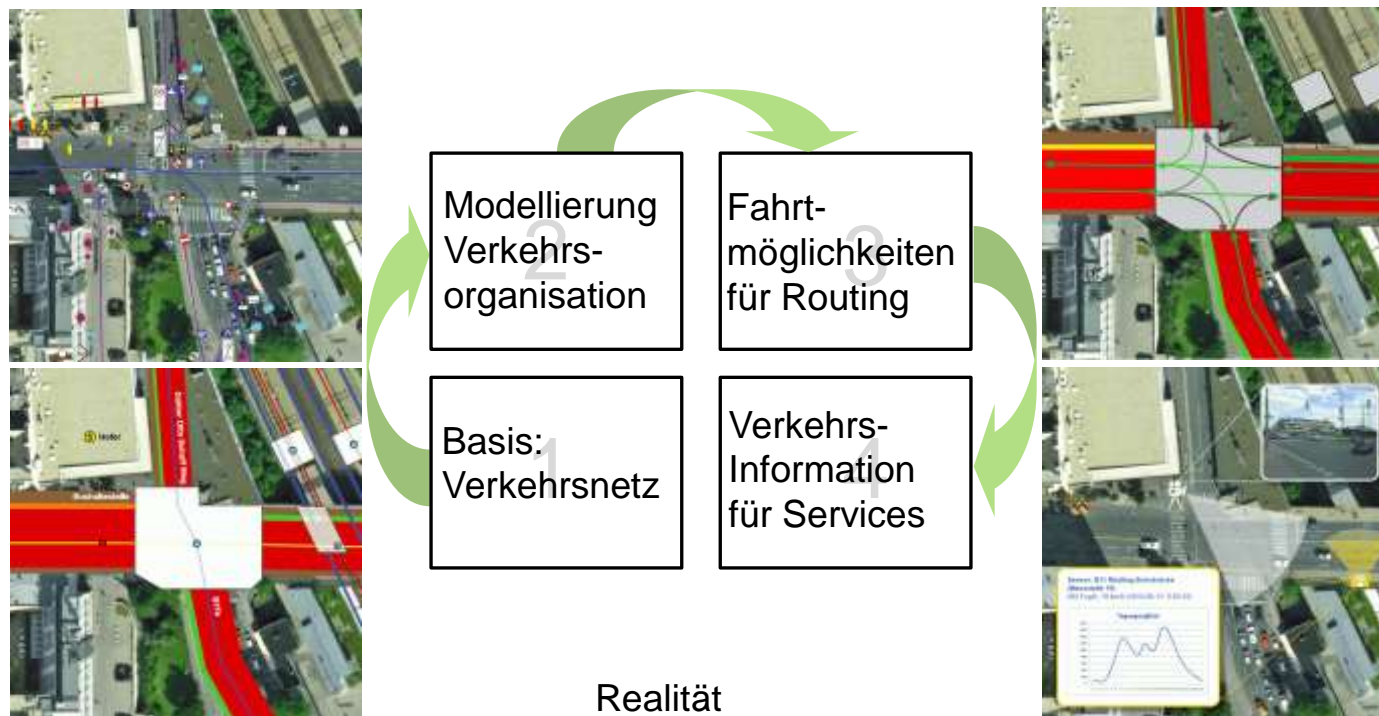 Modellierung
Verkehrs-
organisation
2
Fahrt-
möglichkeiten
für Routing
3
Basis:
Verkehrsnetz
1
Verkehrs-
Information
für Services
4
Realität